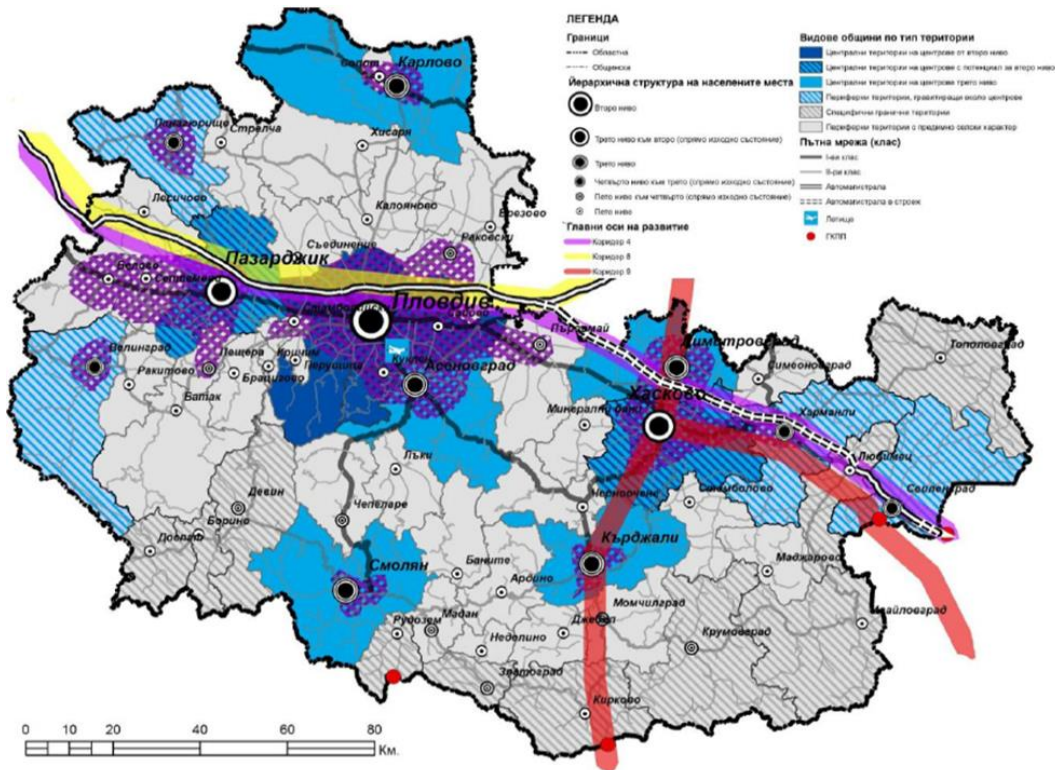 ЛЕГЕНДА
Граници
Областна
Общинска
Йерархична структура на населените места
Второ ниво
Трето ниво към второ (спрямо изходно състояние)
Трето ниво
Четвърто ниво към трето (спрямо изходно състояние)
Пето ниво към четвърто (спрямо изходно състояние)
Пето ниво
Главни оси на развитие
Коридор 4
Коридор 8
Коридор 9
Видове общини по тип територии
Централни територии на центрове от второ ниво
Централни територии на центрове с потенциал за второ ниво
Централни територии на центрове трето ниво
Периферни територии, гравитиращи около центрове
Специфични гранични територии
Периферни територии с предимно селски характер
Пътна мрежа (клас)
I-ви клас
II-ри клас
Автомагистрала
Автомагистрала в строеж
Летища
ГКПП
Сопот
Карлово
Панагюрище
Стрелча
Хисаря
Лесичово
Калояново
Брезово
Съединение
Раковски
Пазарджик
Белово
Септември
Пловдив
Първомай
Димитровград
Симеоновград
Тополовград
Велинград
Ракитово
Пещера
Кричим
Перущица
Брацигово
Батак
Асеновград
Хасково
Минерални бани
Харманли
Любимец
Свиленград
Лъки
Девин
Чепеларе
Черноочене
Стамболово
Борино
Доспат
Смолян
Баните
Ардино
Кърджали
Маджарово
Момчилград
Ивайловград
Рудозем
Мадан
Неделино
Джебел
Крумовград
Златоград
Кирково
0 10 20 40 60 80
Км.